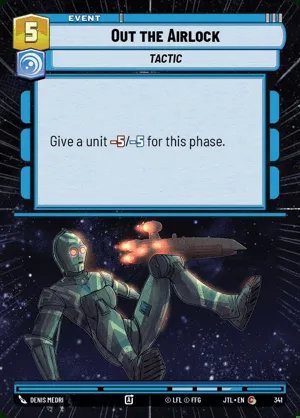 EVENT
5
OUT THE AIRLOCK
TACTIC
Give a unit -5/-5 for this phase.
DENIS MEDRI
© LFL © FFG
JTL • EN
341